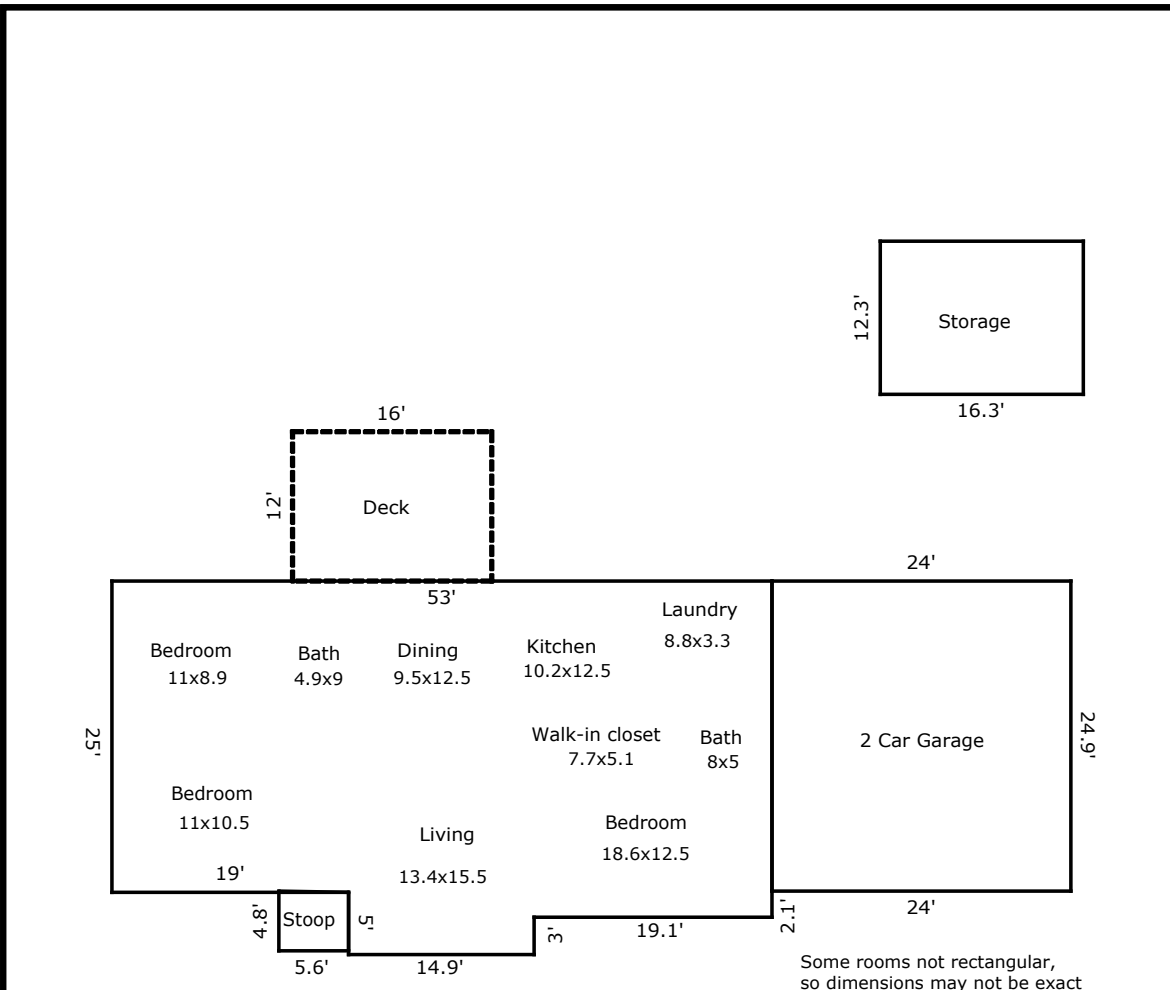 12.3'
Storage
16.3'
16'
12'
Deck
53'
24'
Bedroom
11x8.9
Bath
4.9x9
Dining
9.5x12.5
Kitchen
10.2x12.5
Laundry
8.8x3.3
25'
Walk-in closet
7.7x5.1
Bath
8x5
2 Car Garage
24.9'
Bedroom
11x10.5
Living
13.4x15.5
Bedroom
18.6x12.5
19'
4.8'
Stoop
5'
5.6'
14.9'
3'
19.1'
2.1'
24'
Some rooms not rectangular,
so dimensions may not be exact